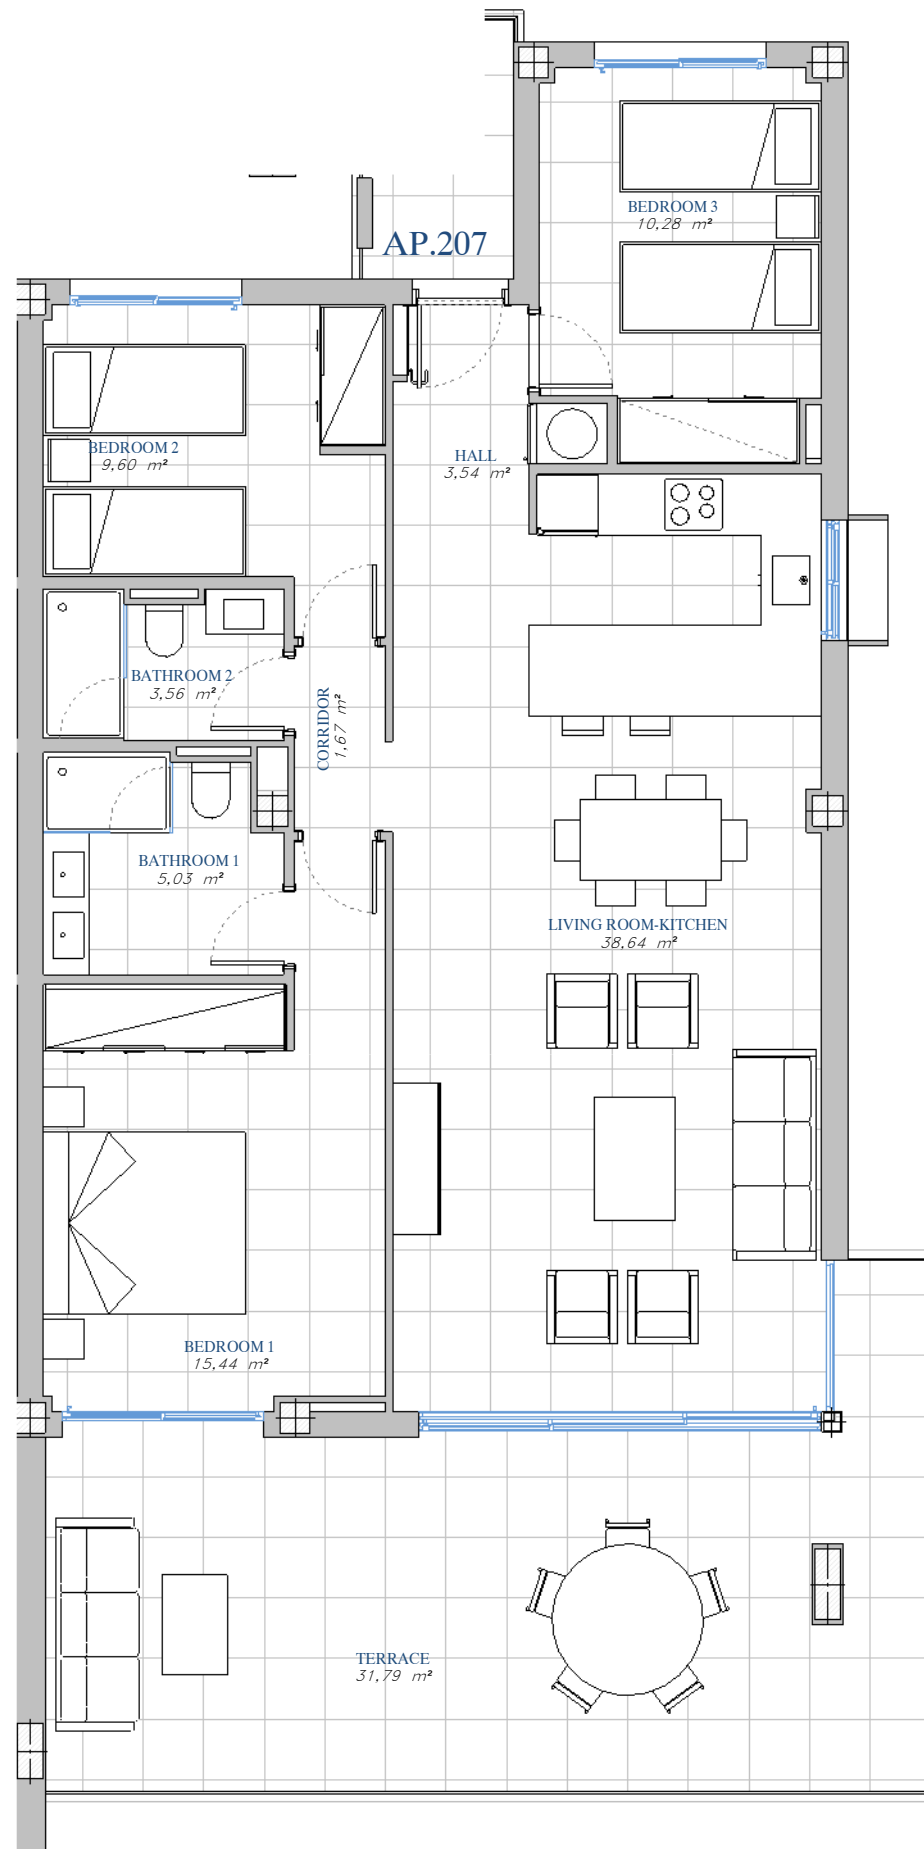 BEDROOM 3
10,28 m²
AP.207
BEDROOM 2
9,60 m²
HALL
3,54 m²
BATHROOM 2
3,56 m²
CORRIDOR
1,67 m²
BATHROOM 1
5,03 m²
LIVING ROOM-KITCHEN
38,64 m²
BEDROOM 1
15,44 m²
TERRACE
31,79 m²